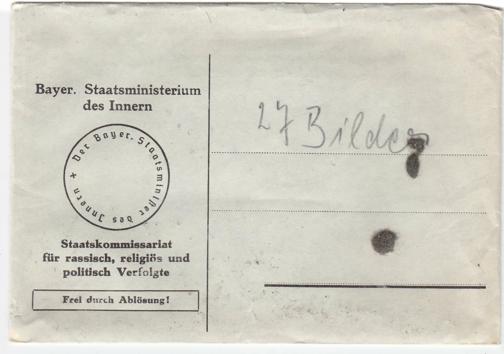 Bayer. Staatsministerium
des Innern
Der Bayer. Staatsminister des Innern
Staatskommissariat
für rassisch, religiös und
politisch Verfolgte
Frei durch Ablösung!
27 Bilder